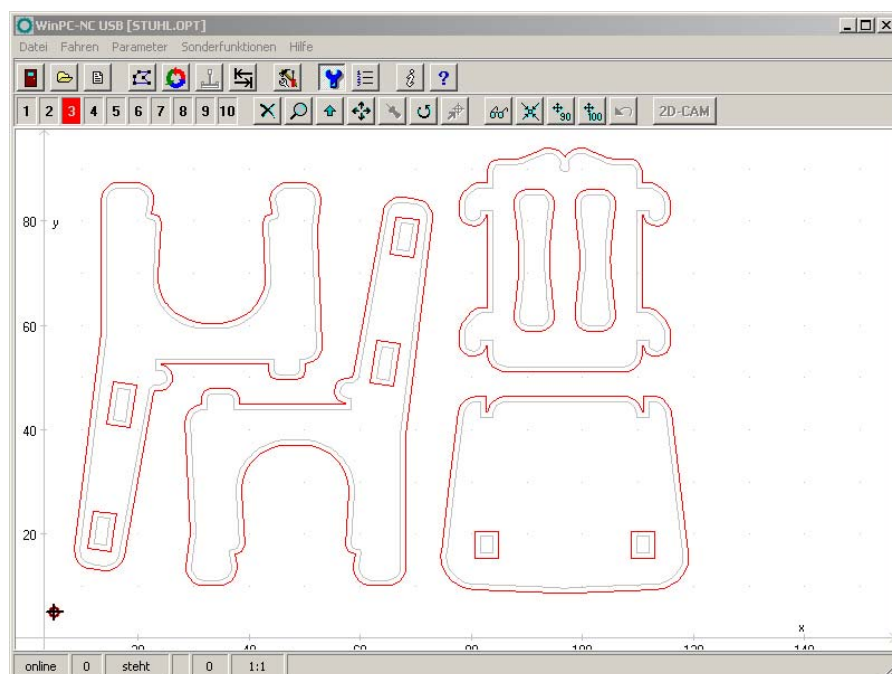 WinPC-NC USB [STUHL.OPT]
Datei Fahren Parameter Sonderfunktionen Hilfe
i ?
1 2 3 4 5 6 7 8 9 10 90 100 2D-CAM
80 y
60
40
20
x
20 40 60 80 100 120 140
online 0 steht 0 1:1